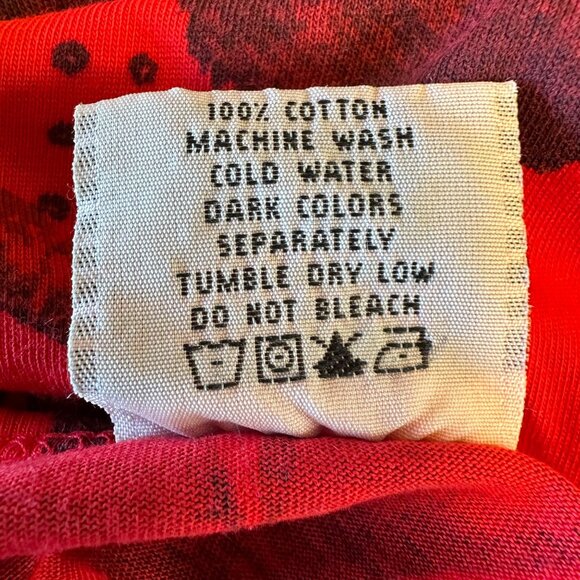 100% COTTON
MACHINE WASH
COLD WATER
DARK COLORS
SEPARATELY
TUMBLE DRY LOW
DO NOT BLEACH